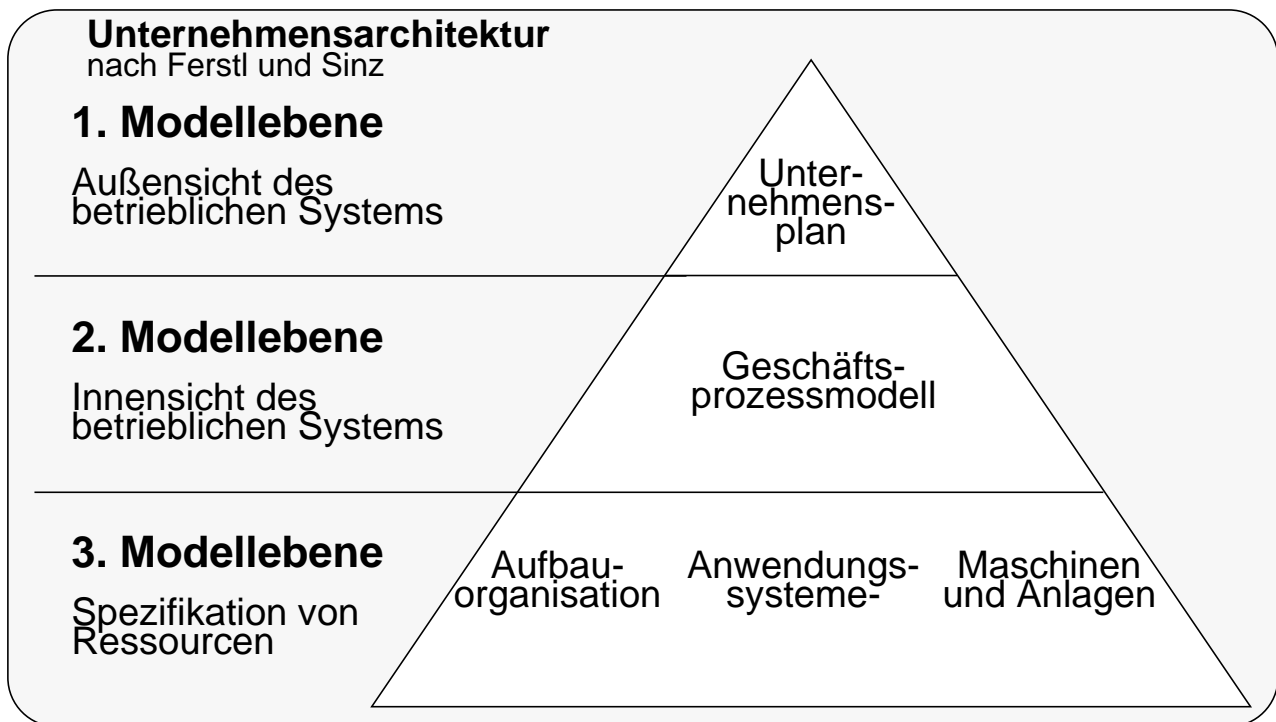 Unternehmensarchitektur
nach Ferstl und Sinz
1. Modellebene
Außensicht des
betrieblichen Systems
Unter-
nehmens-
plan
2. Modellebene
Innensicht des
betrieblichen Systems
Geschäfts-
prozessmodell
3. Modellebene
Spezifikation von
Ressourcen
Aufbau-
organisation
Anwendungs-
systeme-
Maschinen
und Anlagen